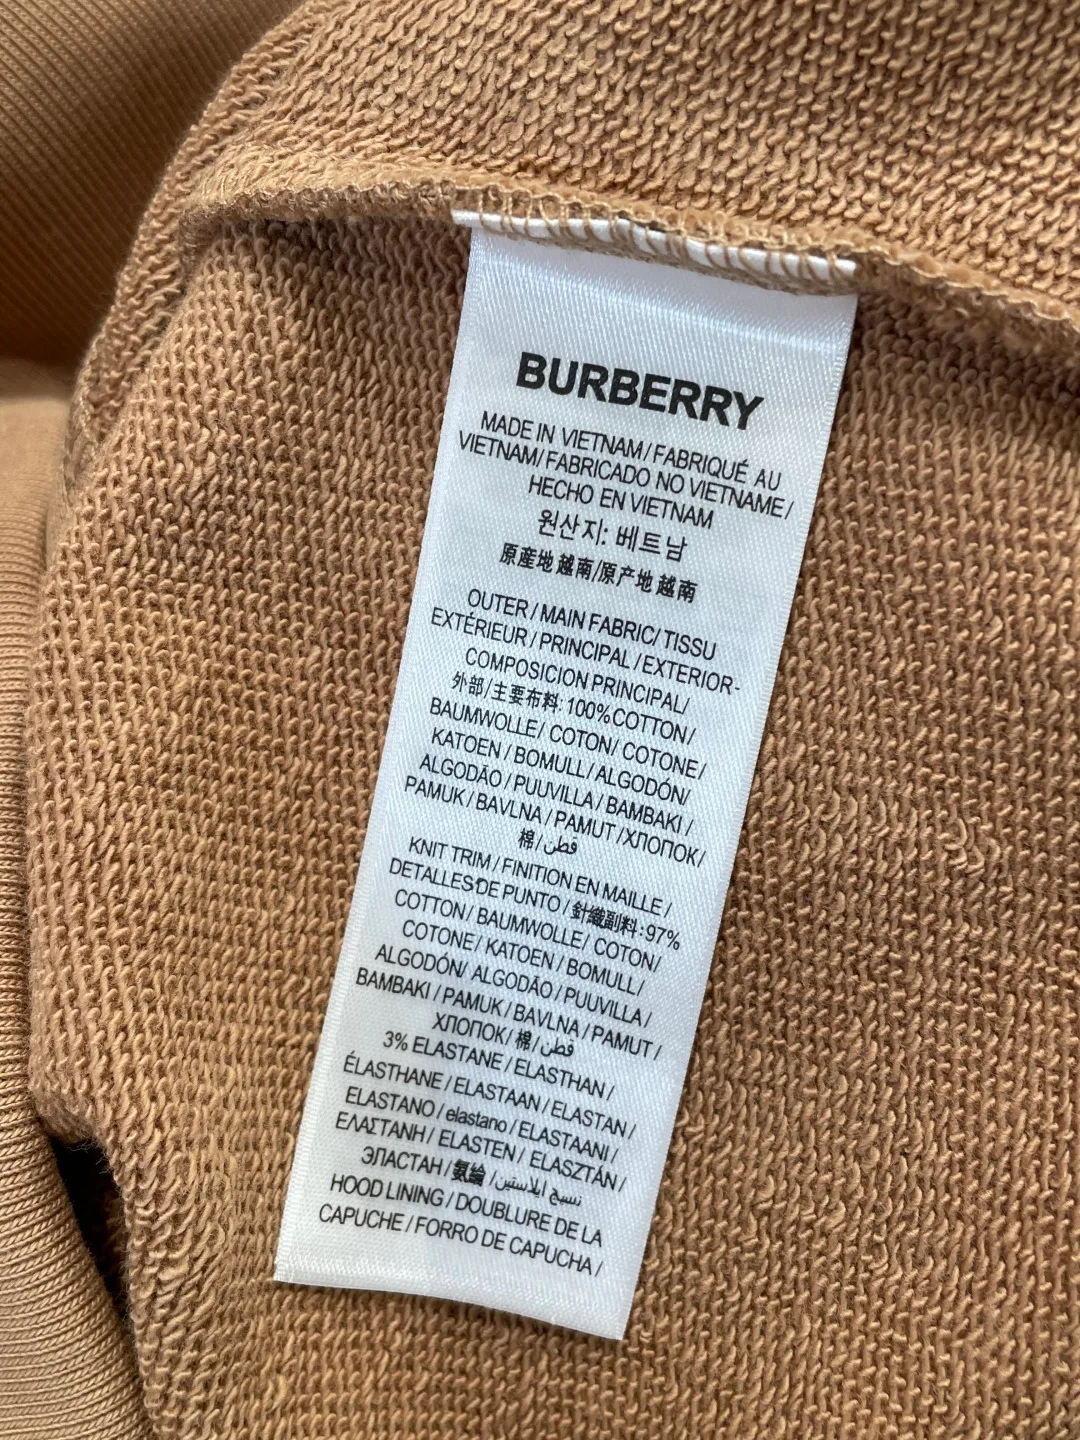 BURBERRY
MADE IN VIETNAM / FABRIQUÉ AU
VIETNAM / FABRICADO NO VIETNAME /
HECHO EN VIETNAM
원산지: 베트남
原產地 越南/原产地 越南
OUTER / MAIN FABRIC/ TISSU
EXTÉRIEUR / PRINCIPAL / EXTERIOR-
COMPOSICION PRINCIPAL/
外部/主要布料: 100% COTTON /
BAUMWOLLE / COTON / COTONE /
KATOEN / BOMULL / ALGODÓN/
ALGODÃO / PUUVILLA / BAMBAKI /
PAMUK / BAVLNA / PAMUT / ХЛОПОК/
棉/ قطن
KNIT TRIM / FINITION EN MAILLE /
DETALLES DE PUNTO / 針織副料: 97%
COTTON / BAUMWOLLE / COTON/
COTONE / KATOEN / BOMULL /
ALGODÓN/ ALGODÃO / PUUVILLA /
BAMBAKI / PAMUK / BAVLNA / PAMUT /
ХЛОПОК/ 棉/ قطن
3% ELASTANE / ELASTHAN /
ÉLASTHANE / ELASTAAN / ELASTAN /
ELASTANO / elastano / ELASTAANI /
ΕΛΑΣΤΑΝΗ / ELASTEN / ELASZTÁN /
ЭЛАСТАН / 氨綸 / نسيج ايلاستين
HOOD LINING / DOUBLURE DE LA
CAPUCHE / FORRO DE CAPUCHA /